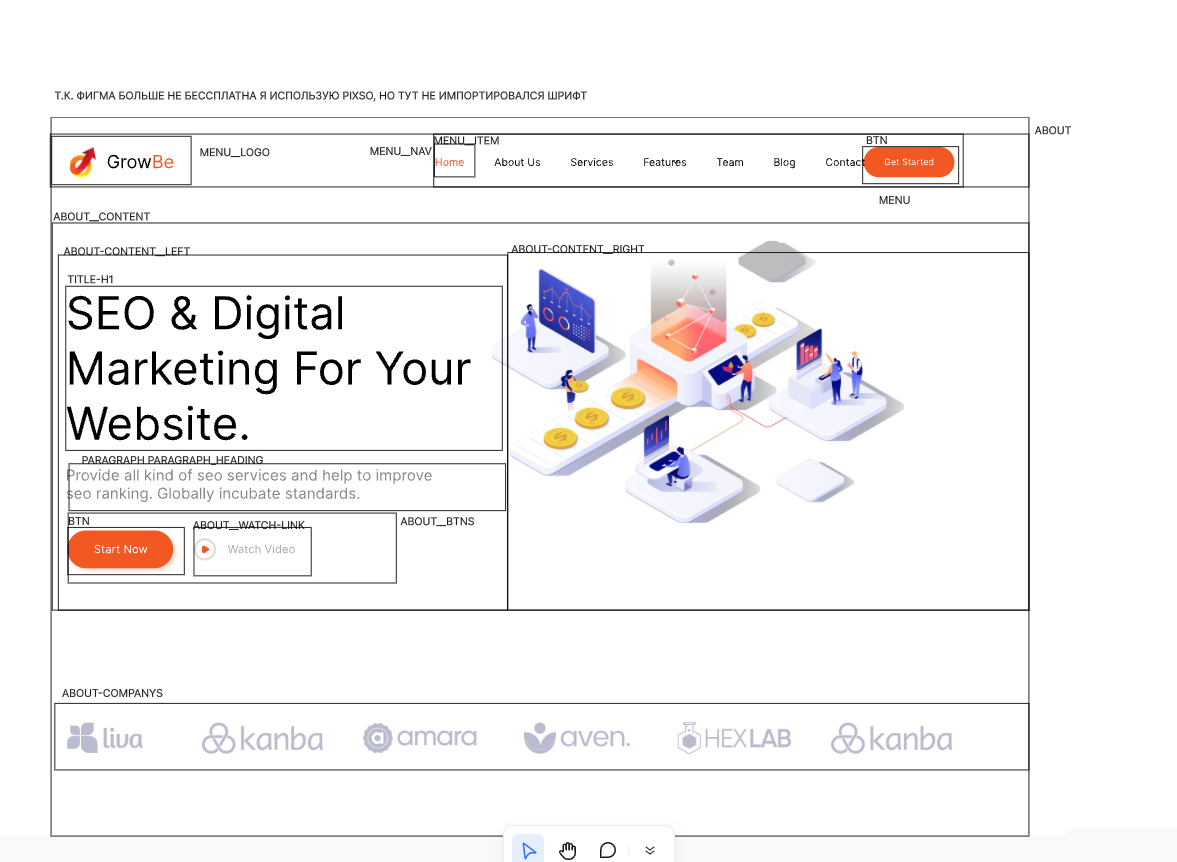 Т.К. ФИГМА БОЛЬШЕ НЕ БЕССПЛАТНА Я ИСПОЛЬЗУЮ PIXSO, НО ТУТ НЕ ИМПОРТИРОВАЛСЯ ШРИФТ
ABOUT
GrowBe
MENU__LOGO
MENU__NAV
MENU__ITEM
Home
About Us
Services
Features
Team
Blog
Contact
BTN
Get Started
MENU
ABOUT__CONTENT
ABOUT-CONTENT__LEFT
ABOUT-CONTENT__RIGHT
TITLE-H1
SEO & Digital
Marketing For Your
Website.
PARAGRAPH PARAGRAPH_HEADING
Provide all kind of seo services and help to improve
seo ranking. Globally incubate standards.
BTN
ABOUT__WATCH-LINK
ABOUT__BTNS
Start Now
Watch Video
ABOUT-COMPANYS
liva
kanba
amara
aven.
HEXLAB
kanba